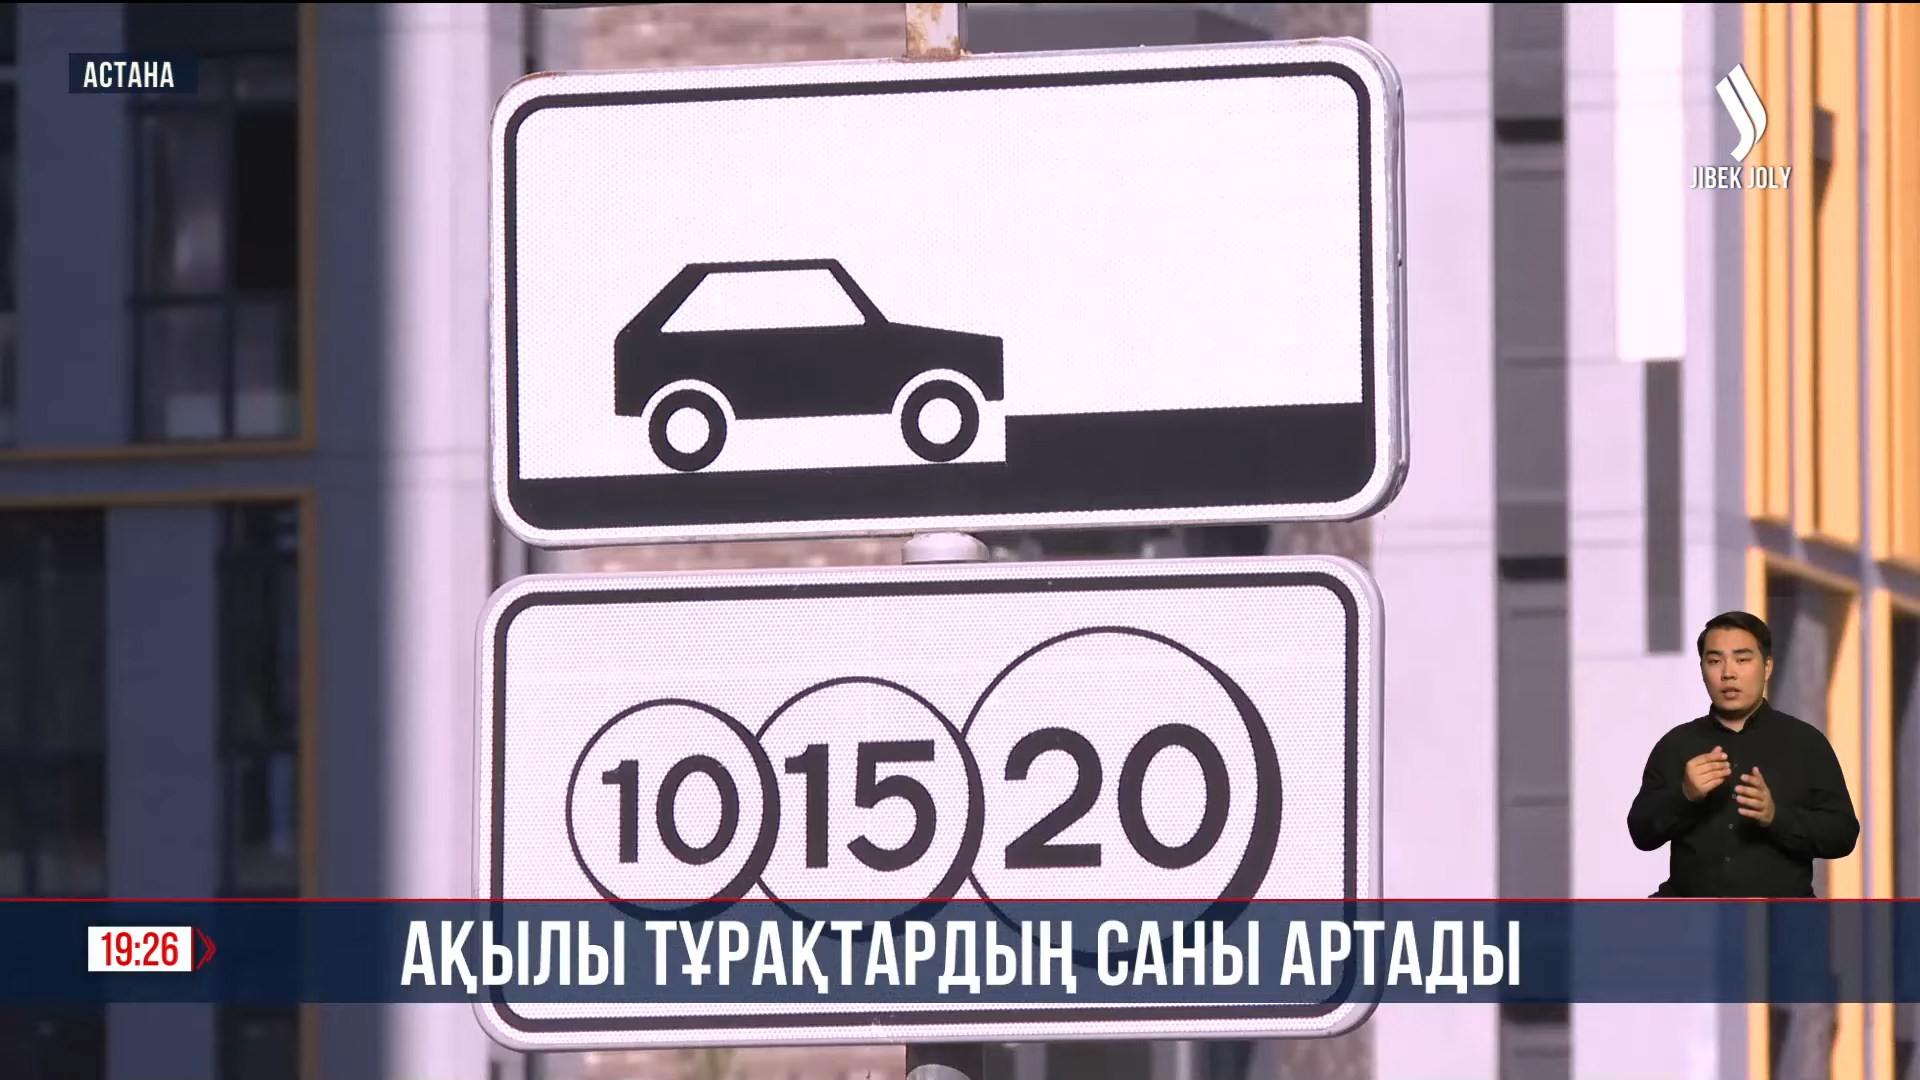 АСТАНА
JIBEK JOLY
10 15 20
19:26
АҚЫЛЫ ТҰРАҚТАРДЫҢ САНЫ АРТАДЫ